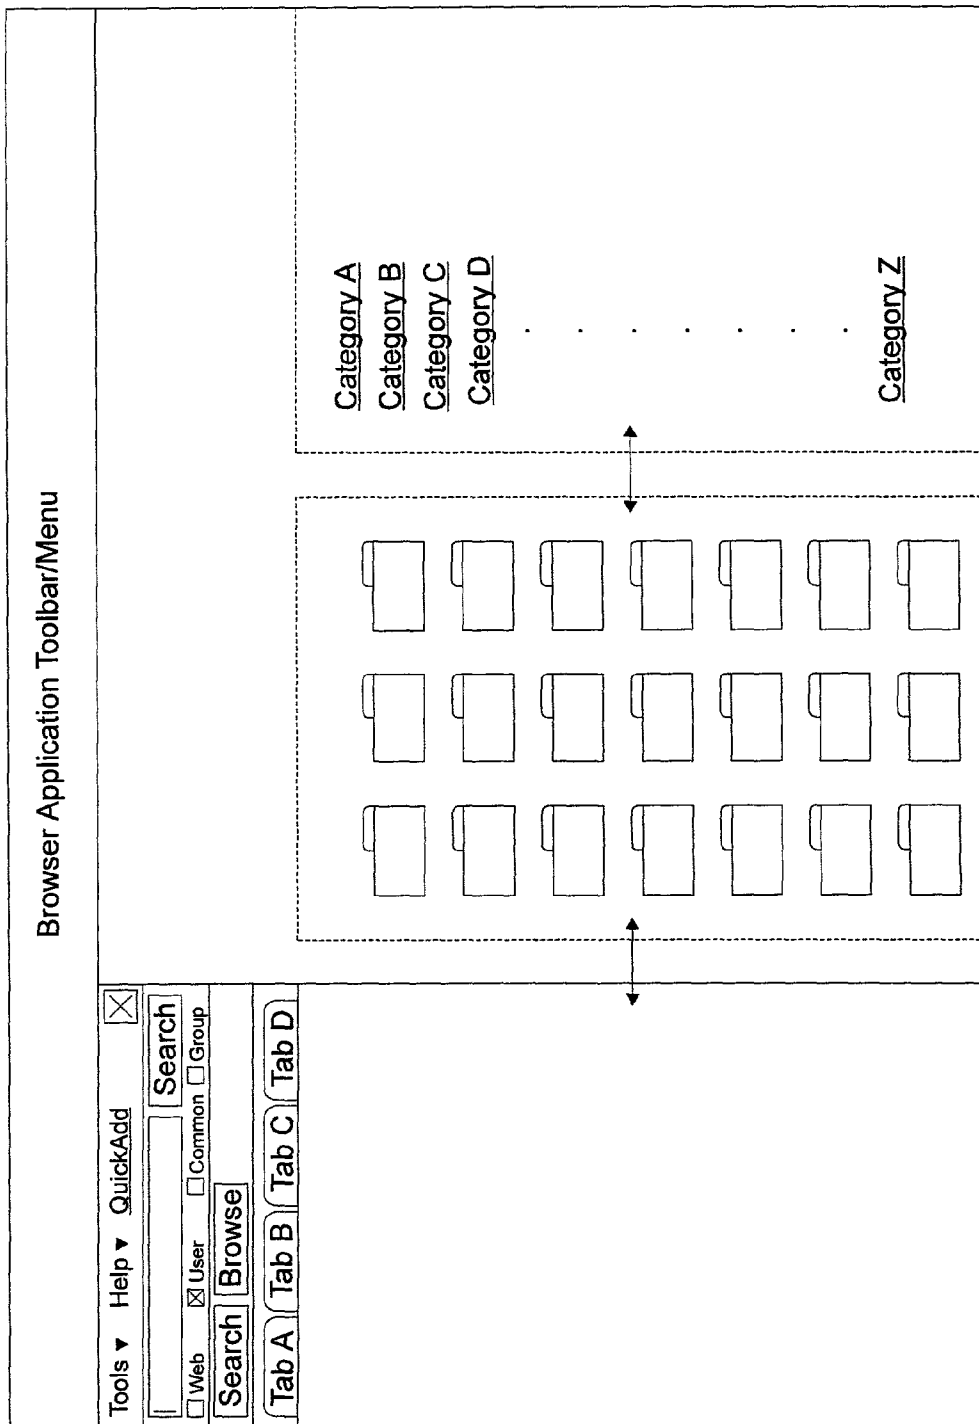 Browser Application Toolbar/Menu
Tools ▼ Help ▼ QuickAdd
Search
Web User Common Group
Search Browse
Tab A Tab B Tab C Tab D
Category A
Category B
Category C
Category D
Category Z